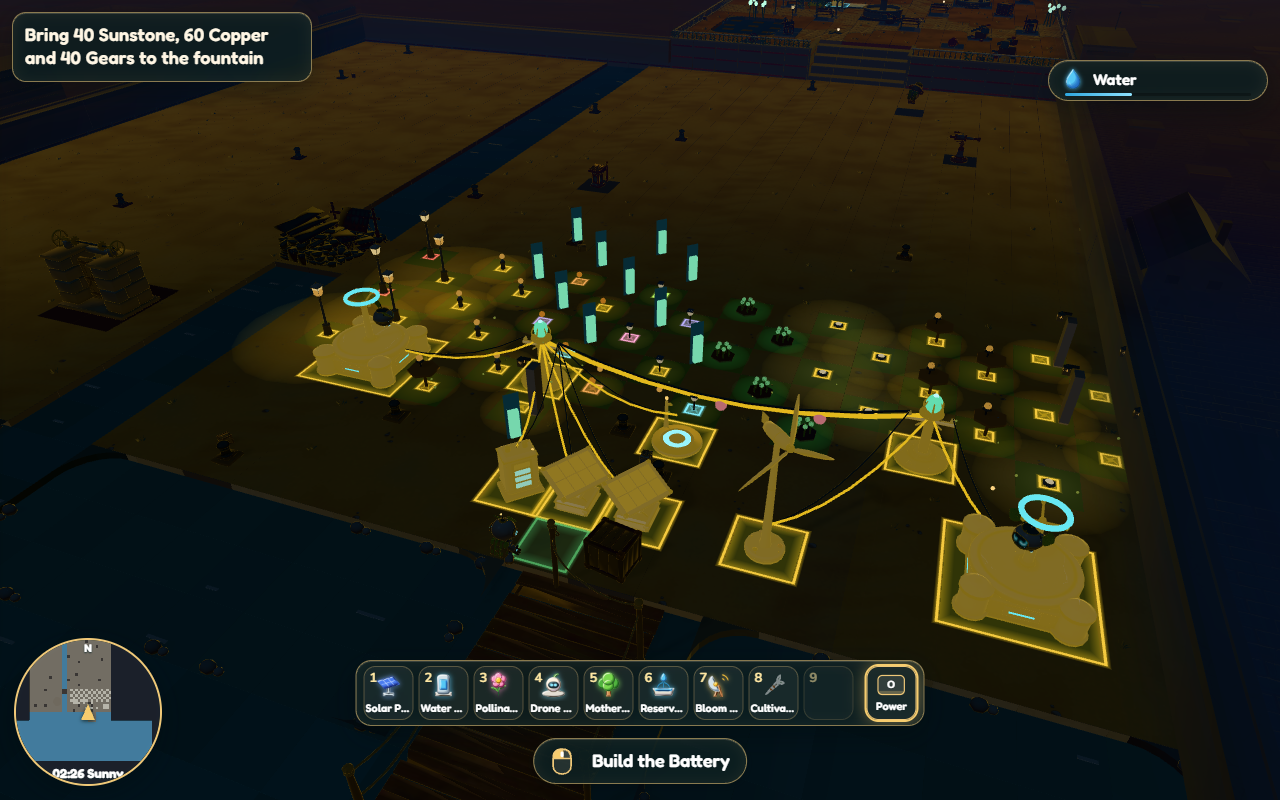 Bring 40 Sunstone, 60 Copper
and 40 Gears to the fountain
Water
N
02:26 Sunny
1 2 3 4 5 6 7 8 9 O
Solar P... Water ... Pollina... Drone ... Mother... Reserv... Bloom ... Cultiva... Power
Build the Battery